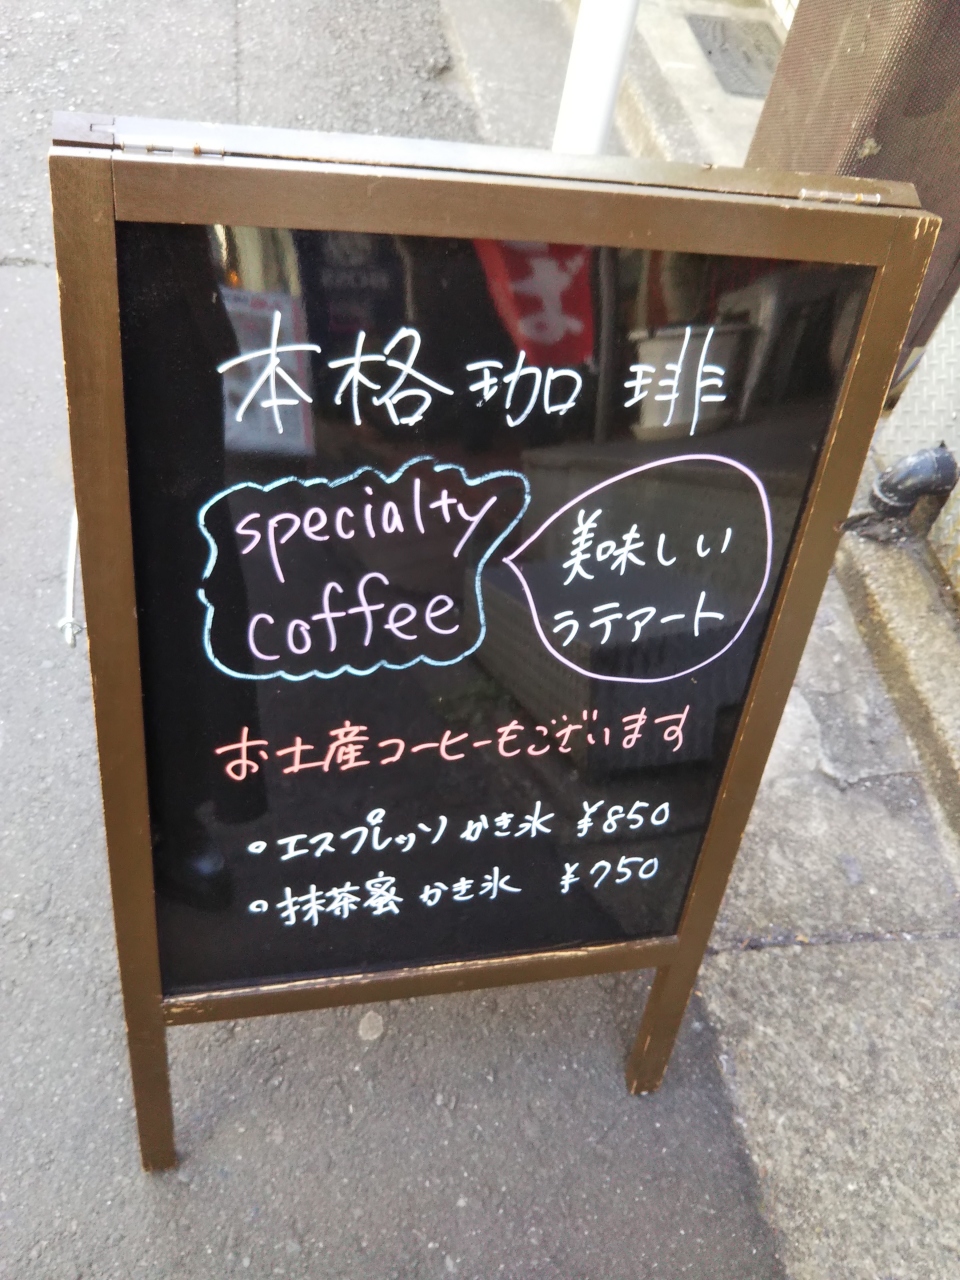 本格珈琲
specialty
coffee
美味しい
ラテアート
お土産コーヒーもございます
◦エスプレッソかき氷 ¥850
◦抹茶蜜かき氷 ¥750